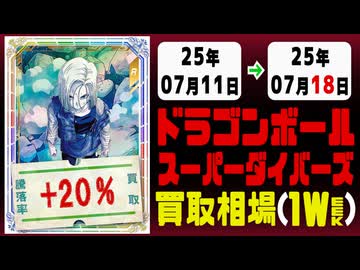 25年
07月11日
25年
07月18日
R
騰落率
+20%
買取
ドラゴンボール
スーパーダイバーズ
買取相場(1WEEK)